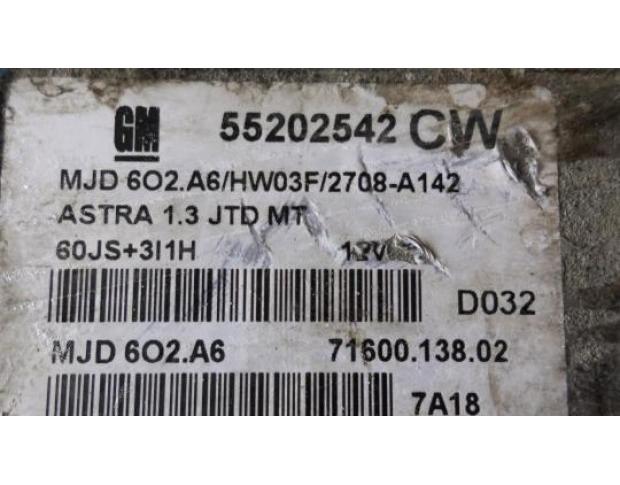 GM 55202542 CW
MJD 6O2.A6/HW03F/2708-A142
ASTRA 1.3 JTD MT
60JS+3I1H 12V
D032
MJD 6O2.A6 71600.138.02
7A18